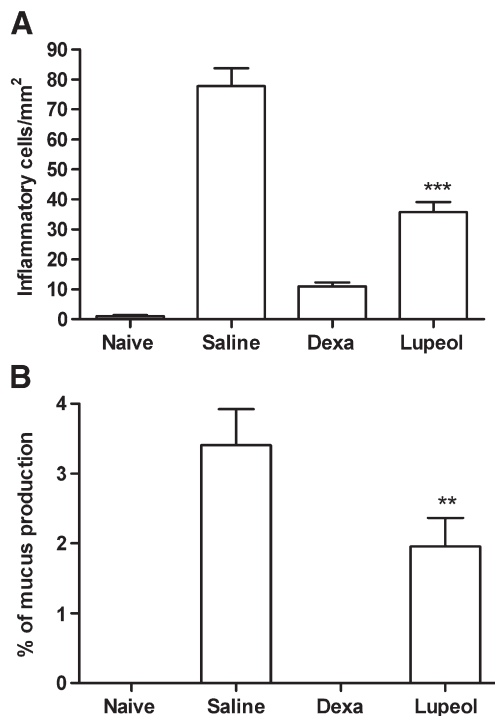 A
Inflammatory cells/mm²
90
80
70
60
50
40
30
20
10
0
***
Naive Saline Dexa Lupeol
B
% of mucus production
4
3
2
1
0
**
Naive Saline Dexa Lupeol